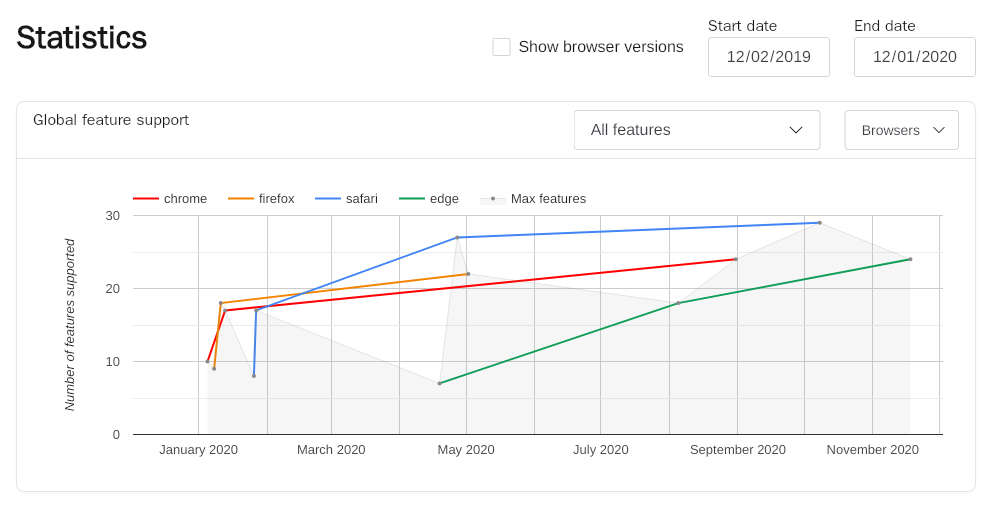 Statistics
Show browser versions
Start date
12/02/2019
End date
12/01/2020
Global feature support
All features
Browsers
chrome firefox safari edge Max features
Number of features supported
30
20
10
0
January 2020 March 2020 May 2020 July 2020 September 2020 November 2020